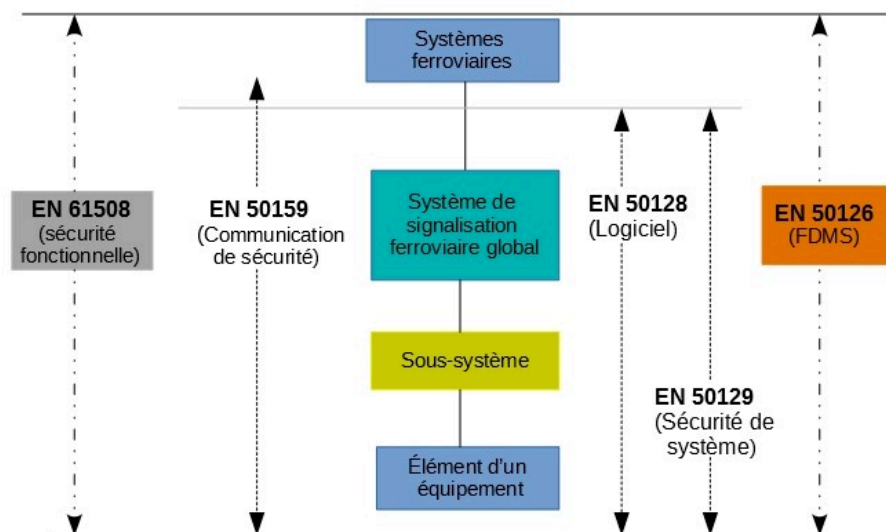 Systèmes
ferroviaires
EN 61508
(sécurité
fonctionnelle)
EN 50159
(Communication
de sécurité)
Système de
signalisation
ferroviaire global
EN 50128
(Logiciel)
EN 50126
(FDMS)
Sous-système
EN 50129
(Sécurité de
système)
Élément d’un
équipement